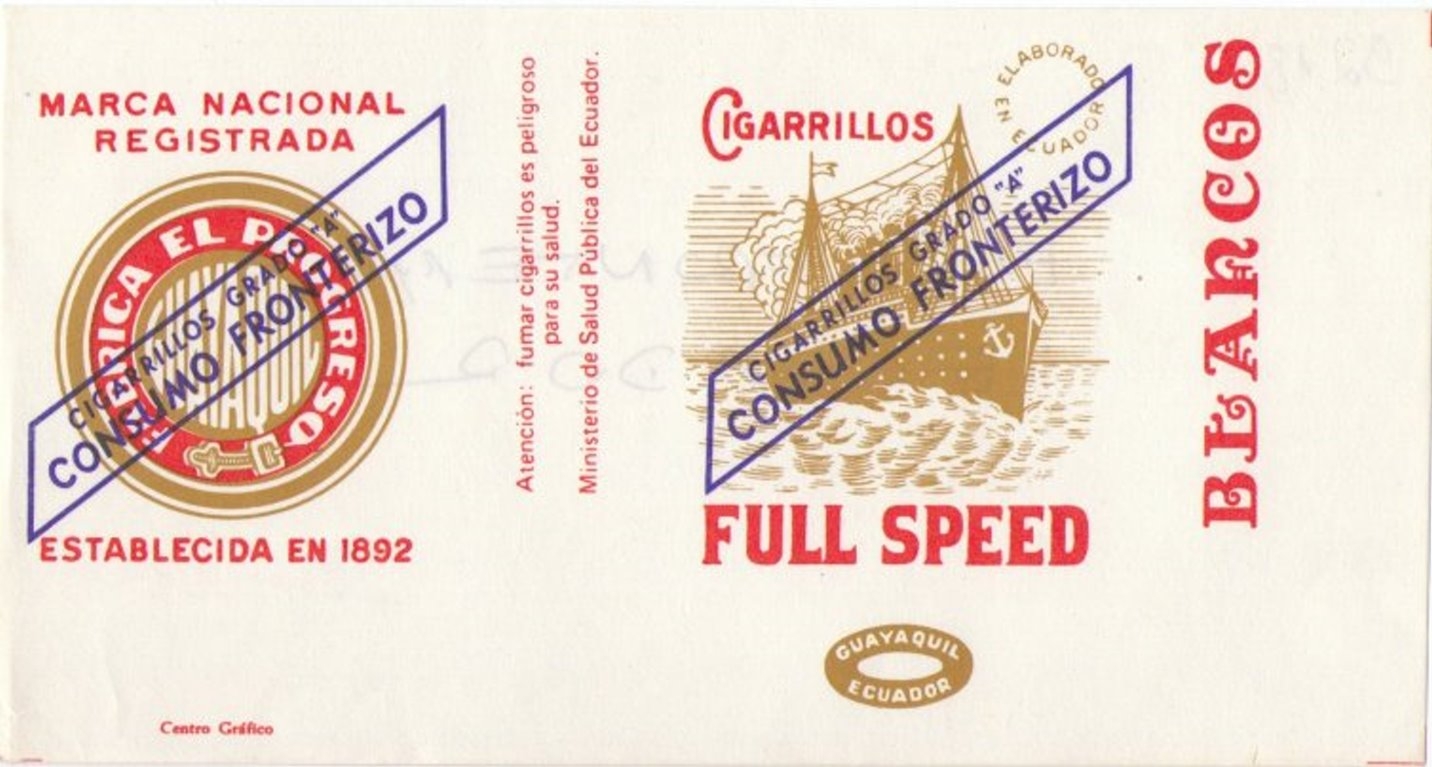 MARCA NACIONAL
REGISTRADA
FABRICA EL PROGRESO
GUAYAQUIL
CIGARRILLOS GRADO "A"
CONSUMO FRONTERIZO
ESTABLECIDA EN 1892
Centro Gráfico
Atención: fumar cigarrillos es peligroso
para su salud.
Ministerio de Salud Pública del Ecuador.
CIGARRILLOS
ELABORADO
EN ECUADOR
CIGARRILLOS GRADO "A"
CONSUMO FRONTERIZO
FULL SPEED
GUAYAQUIL
ECUADOR
BLANCOS